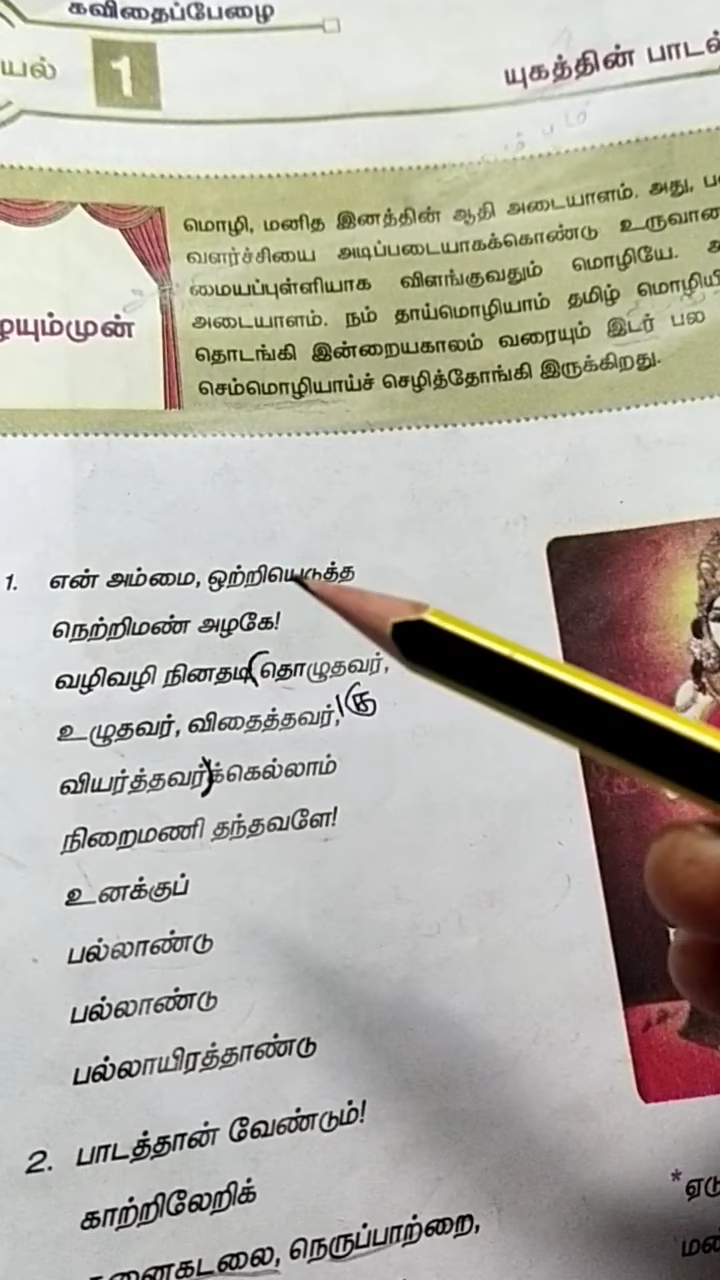 கவிதைப்பேழை
யல் 1
யுகத்தின் பாடல்
மொழி, மனித இனத்தின் ஆதி அடையாளம். அது,
வளர்ச்சியை அடிப்படையாகக்கொண்டு உருவான
மையப்புள்ளியாக விளங்குவதும் மொழியே.
அடையாளம். நம் தாய்மொழியாம் தமிழ்
தொடங்கி இன்றையகாலம் வரையும் இடர் பல
செம்மொழியாய்ச் செழித்தோங்கி இருக்கிறது.
ழயும்முன்
1. என் அம்மை, ஒற்றியெடுத்த
நெற்றிமண் அழகே!
வழிவழி நினதடி தொழுதவர்,
உழுதவர், விதைத்தவர், கு
வியர்த்தவர்க்கெல்லாம்
நிறைமணி தந்தவளே!
உனக்குப்
பல்லாண்டு
பல்லாண்டு
பல்லாயிரத்தாண்டு
2. பாடத்தான் வேண்டும்!
காற்றிலேறிக்
கனைகடலை, நெருப்பாற்றை,